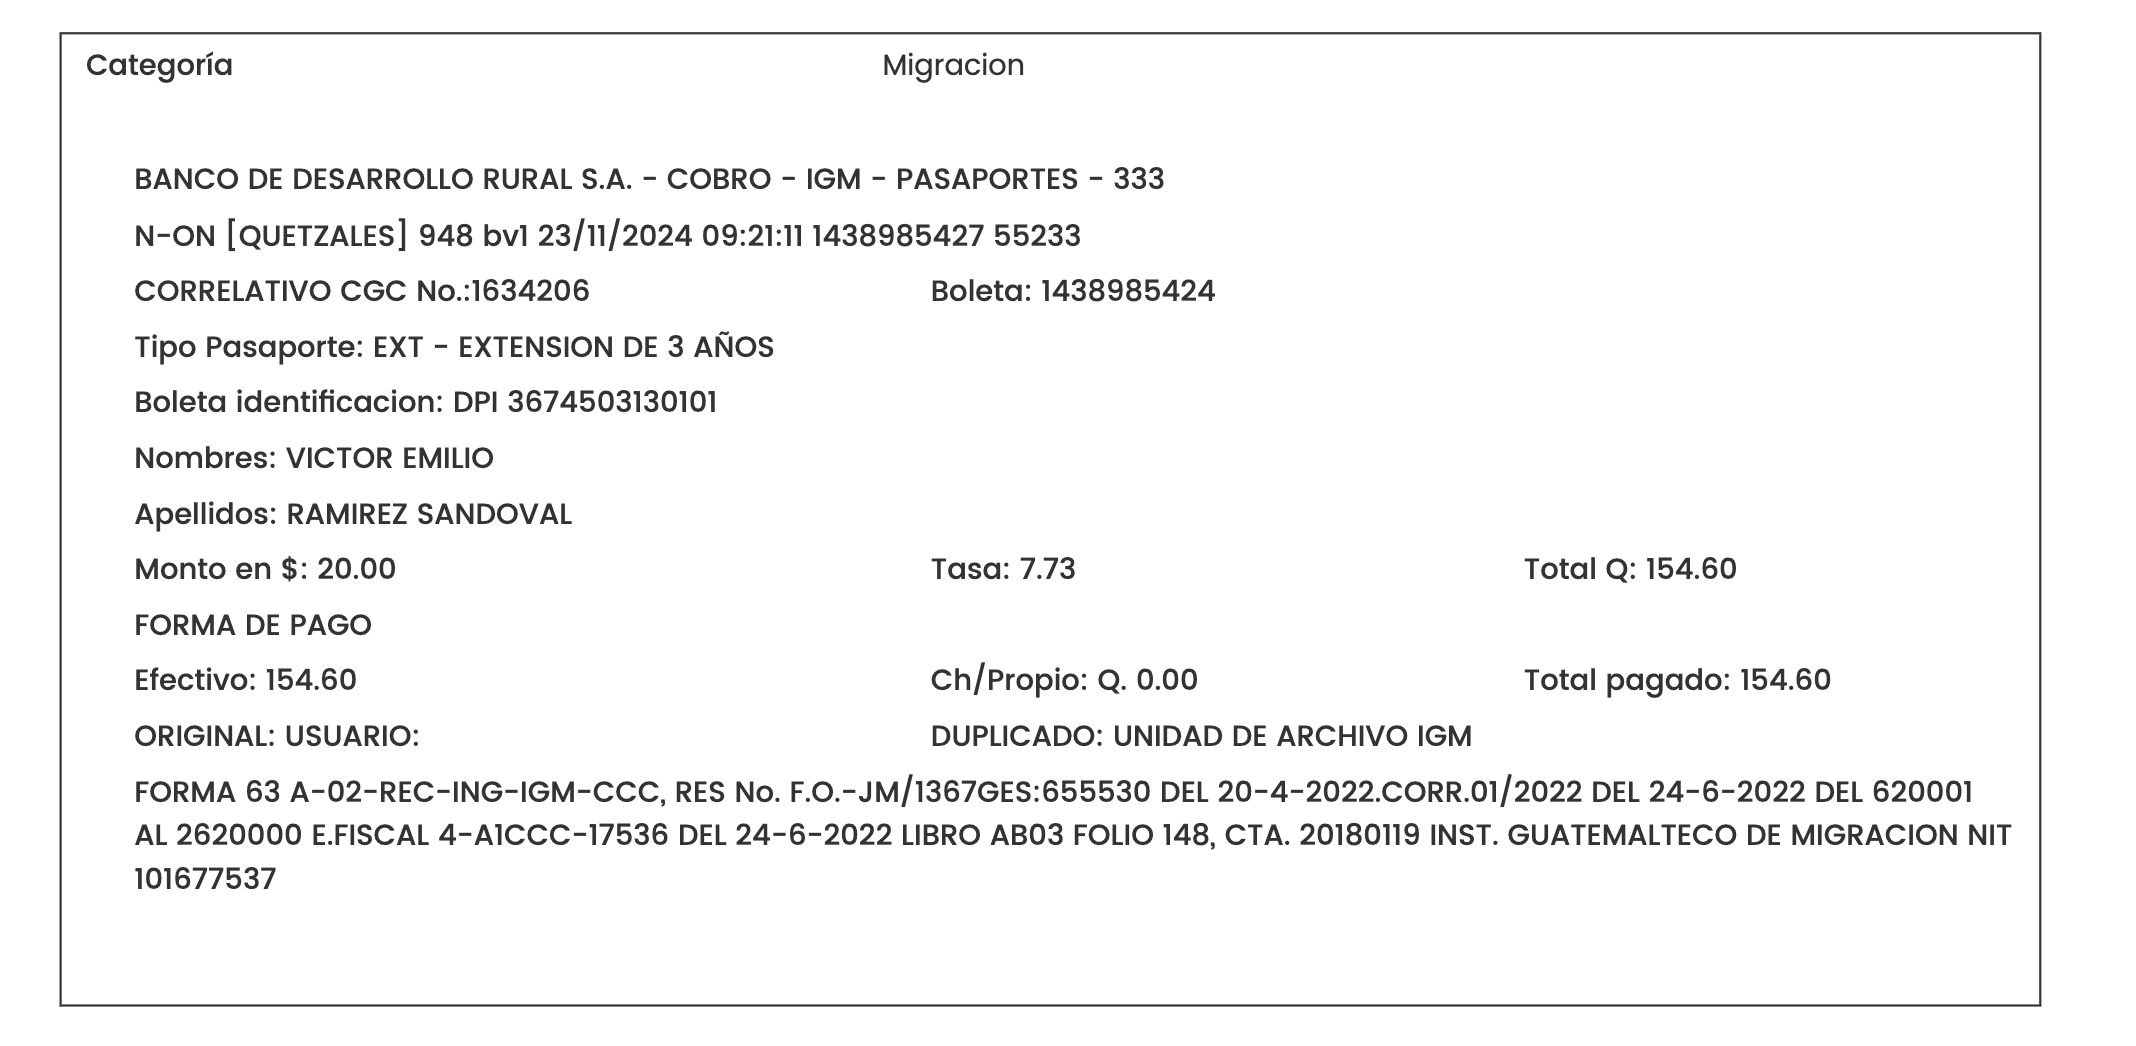 Categoría Migracion
BANCO DE DESARROLLO RURAL S.A. - COBRO - IGM - PASAPORTES - 333
N-ON [QUETZALES] 948 bv1 23/11/2024 09:21:11 1438985427 55233
CORRELATIVO CGC No.:1634206 Boleta: 1438985424
Tipo Pasaporte: EXT - EXTENSION DE 3 AÑOS
Boleta identificacion: DPI 3674503130101
Nombres: VICTOR EMILIO
Apellidos: RAMIREZ SANDOVAL
Monto en $: 20.00 Tasa: 7.73 Total Q: 154.60
FORMA DE PAGO
Efectivo: 154.60 Ch/Propio: Q. 0.00 Total pagado: 154.60
ORIGINAL: USUARIO: DUPLICADO: UNIDAD DE ARCHIVO IGM
FORMA 63 A-02-REC-ING-IGM-CCC, RES No. F.O.-JM/1367GES:655530 DEL 20-4-2022.CORR.01/2022 DEL 24-6-2022 DEL 620001
AL 2620000 E.FISCAL 4-A1CCC-17536 DEL 24-6-2022 LIBRO AB03 FOLIO 148, CTA. 20180119 INST. GUATEMALTECO DE MIGRACION NIT
101677537